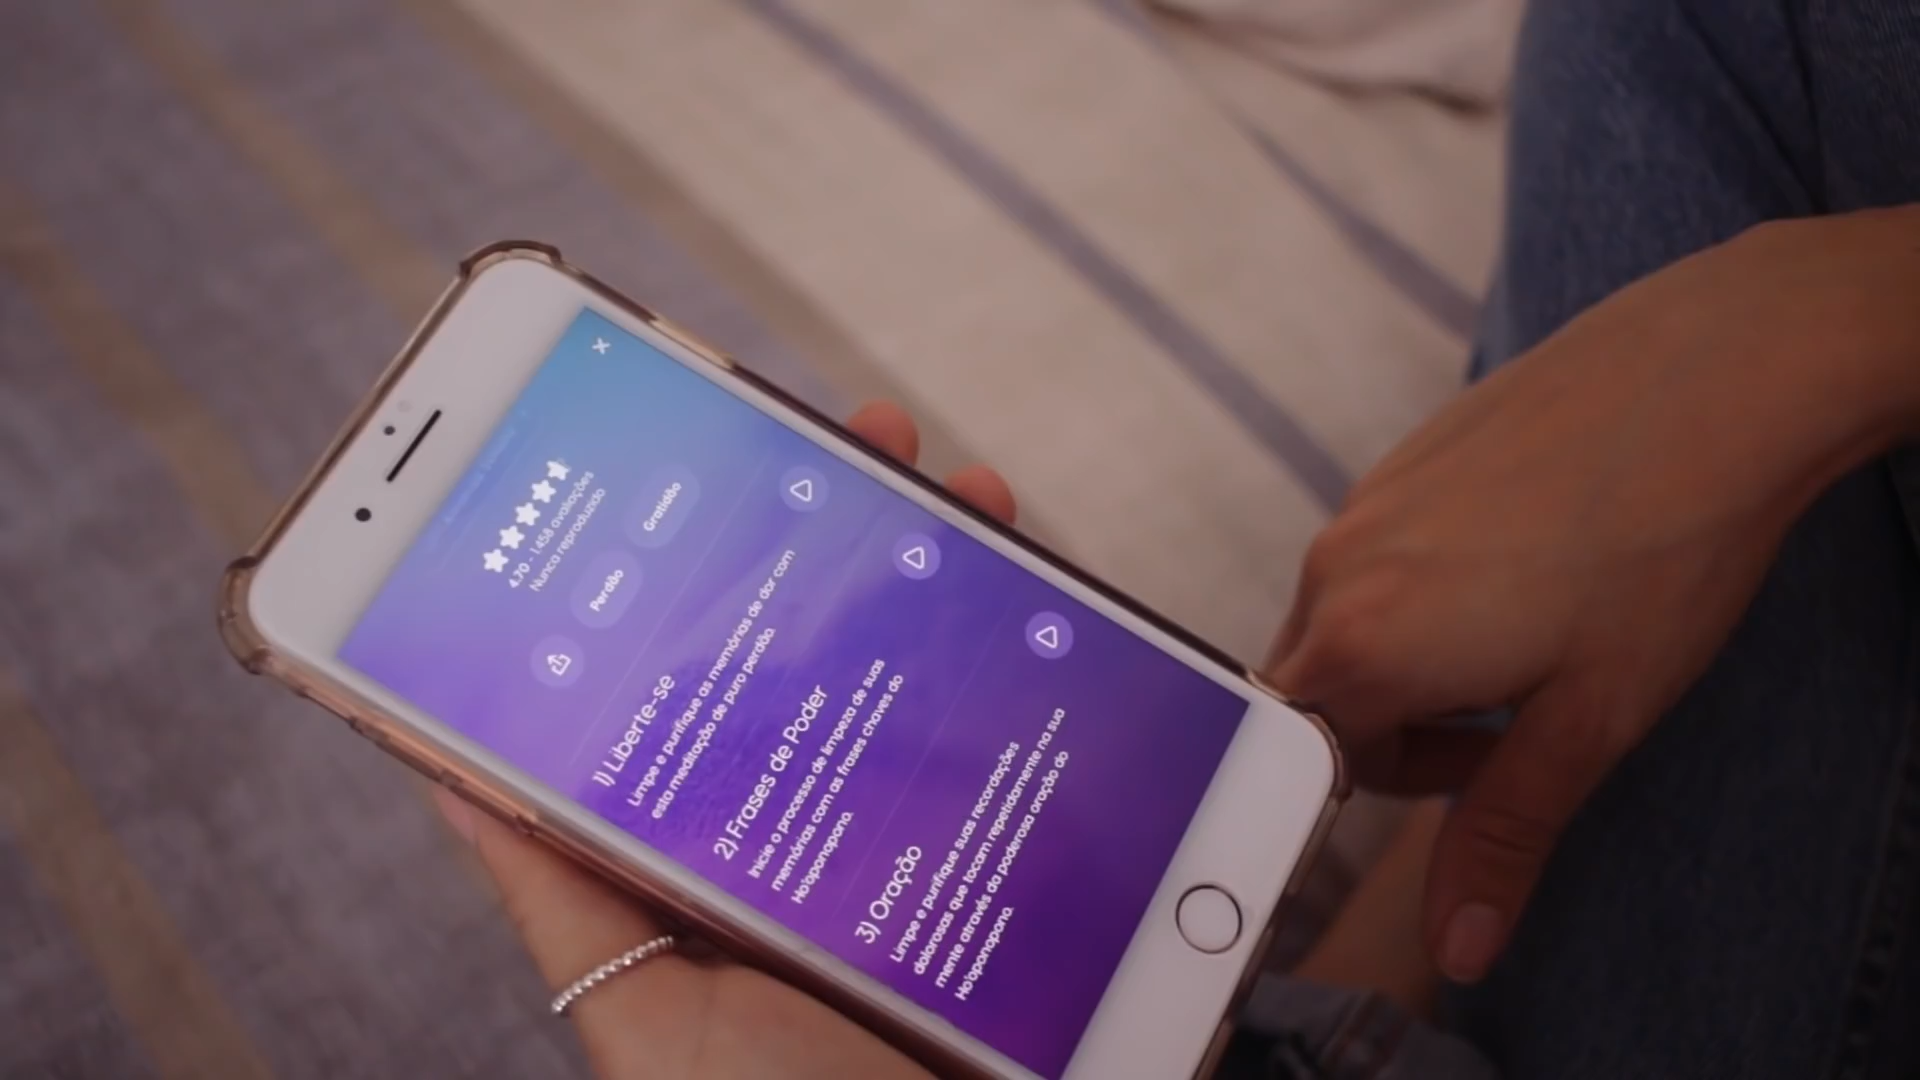 4.70 - 1.458 avaliações
Nunca reproduzido
Perdão
Gratidão
1) Liberte-se
Limpe e purifique as memórias de dor com
esta meditação de puro perdão.
2) Frases de Poder
Inicie o processo de limpeza de suas
memórias com as frases chaves do
Ho'oponopono.
3) Oração
Limpe e purifique suas recordações
dolorosas que tocam repetidamente na sua
mente através da poderosa oração do
Ho'oponopono.